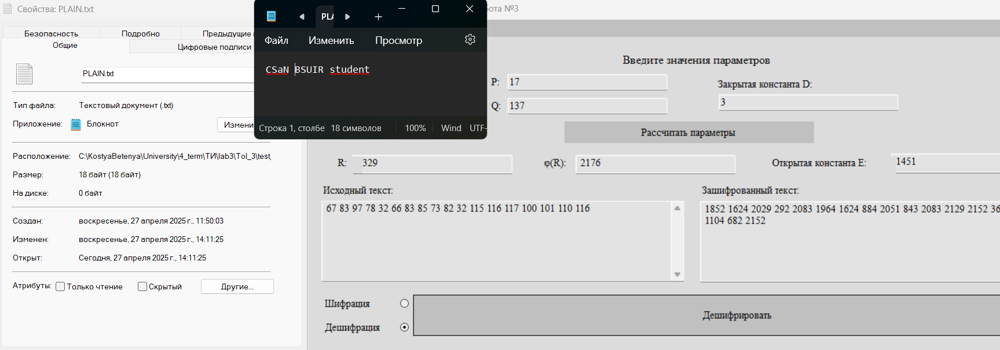 Свойства: PLAIN.txt
Безопасность
Подробно
Предыдущие
Общие
Цифровые подписи
PLAIN.txt
Тип файла:
Текстовый документ (.txt)
Приложение:
Блокнот
Измени
Расположение:
C:\KostyaBetenya\University\4_term\ТИ\lab3\ToI_3\test_
Размер:
18 байт (18 байт)
На диске:
0 байт
Создан:
воскресенье, 27 апреля 2025 г., 11:50:03
Изменен:
воскресенье, 27 апреля 2025 г., 14:11:25
Открыт:
Сегодня, 27 апреля 2025 г., 14:11:25
Атрибуты:
Только чтение
Скрытый
Другие...
PLA
Файл
Изменить
Просмотр
CSaN BSUIR student
Строка 1, столбе
18 символов
100%
Wind
UTF-
бота №3
Введите значения параметров
P:
17
Закрытая константа D:
Q:
137
3
Рассчитать параметры
R:
329
φ(R):
2176
Открытая константа E:
1451
Исходный текст:
67 83 97 78 32 66 83 85 73 82 32 115 116 117 100 101 110 116
Зашифрованный текст:
1852 1624 2029 292 2083 1964 1624 884 2051 843 2083 2129 2152 36
1104 682 2152
Шифрация
Дешифрация
Дешифрировать